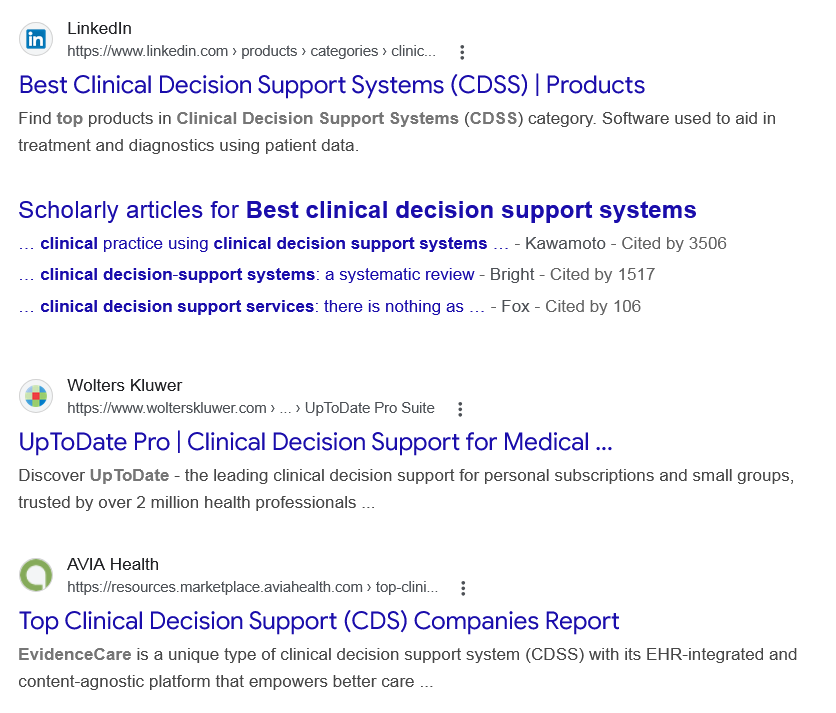 LinkedIn
https://www.linkedin.com › products › categories › clinic...
Best Clinical Decision Support Systems (CDSS) | Products
Find top products in Clinical Decision Support Systems (CDSS) category. Software used to aid in
treatment and diagnostics using patient data.
Scholarly articles for Best clinical decision support systems
… clinical practice using clinical decision support systems … - Kawamoto - Cited by 3506
… clinical decision-support systems: a systematic review - Bright - Cited by 1517
… clinical decision support services: there is nothing as … - Fox - Cited by 106
Wolters Kluwer
https://www.wolterskluwer.com › ... › UpToDate Pro Suite
UpToDate Pro | Clinical Decision Support for Medical ...
Discover UpToDate - the leading clinical decision support for personal subscriptions and small groups,
trusted by over 2 million health professionals ...
AVIA Health
https://resources.marketplace.aviahealth.com › top-clini...
Top Clinical Decision Support (CDS) Companies Report
EvidenceCare is a unique type of clinical decision support system (CDSS) with its EHR-integrated and
content-agnostic platform that empowers better care ...